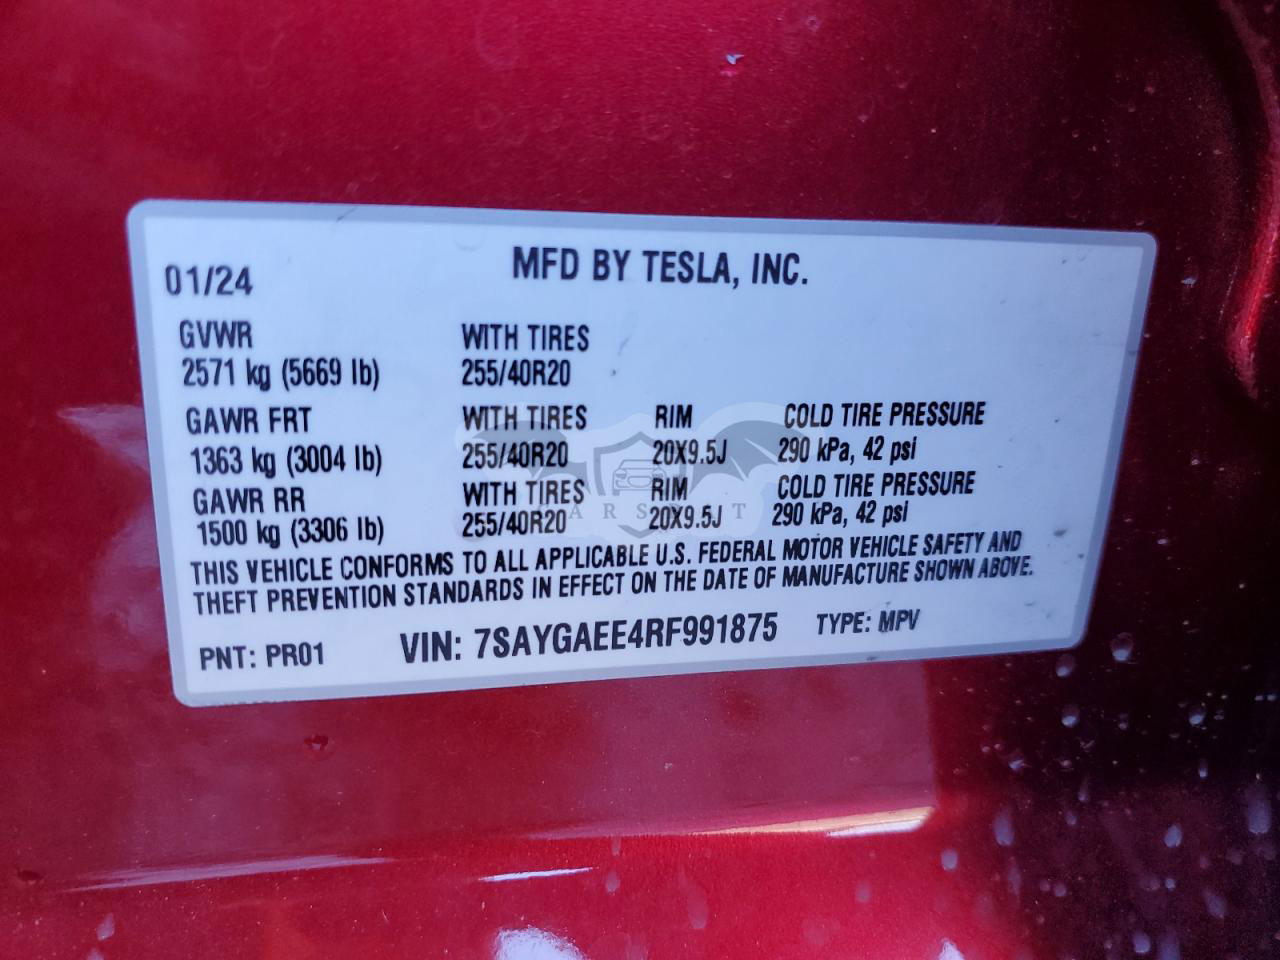 MFD BY TESLA, INC.
01/24
GVWR WITH TIRES
2571 kg (5669 lb) 255/40R20
GAWR FRT WITH TIRES RIM COLD TIRE PRESSURE
1363 kg (3004 lb) 255/40R20 20X9.5J 290 kPa, 42 psi
GAWR RR WITH TIRES RIM COLD TIRE PRESSURE
1500 kg (3306 lb) 255/40R20 20X9.5J 290 kPa, 42 psi
THIS VEHICLE CONFORMS TO ALL APPLICABLE U.S. FEDERAL MOTOR VEHICLE SAFETY AND
THEFT PREVENTION STANDARDS IN EFFECT ON THE DATE OF MANUFACTURE SHOWN ABOVE.
PNT: PR01 VIN: 7SAYGAEE4RF991875 TYPE: MPV